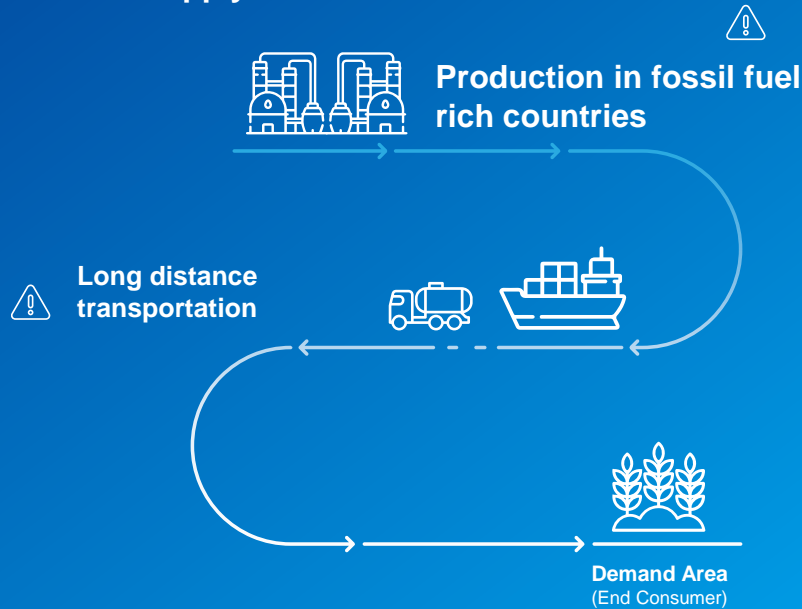 Production in fossil fuel
rich countries
Long distance
transportation
Demand Area
(End Consumer)